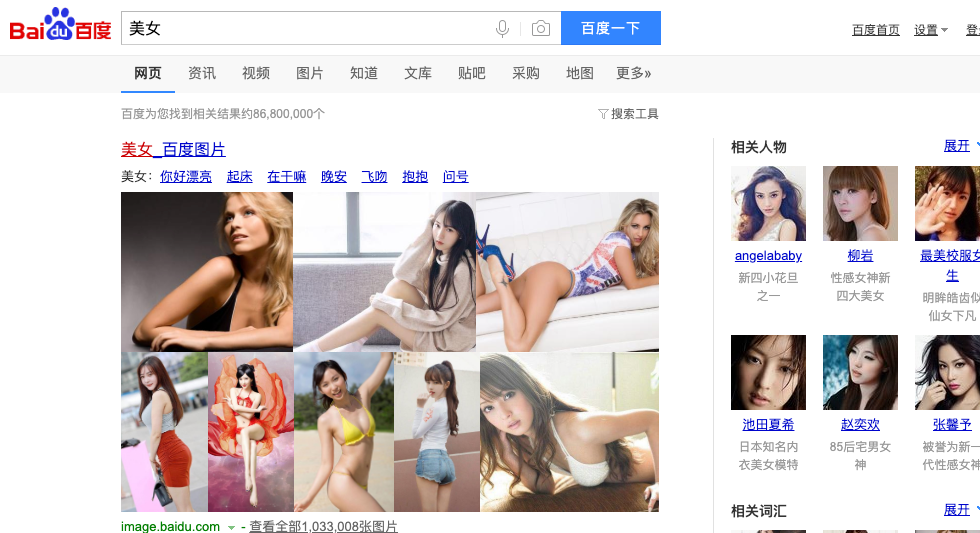 Bai du 百度 美女 百度一下
百度首页 设置
网页 资讯 视频 图片 知道 文库 贴吧 采购 地图 更多»
百度为您找到相关结果约86,800,000个 搜索工具
美女_百度图片
美女: 你好漂亮 起床 在干嘛 晚安 飞吻 抱抱 问号
image.baidu.com - 查看全部1,033,008张图片
相关人物 展开
angelababy 柳岩 最美校服女
生
新四小花旦 性感女神新 明眸皓齿似
之一 四大美女 仙女下凡
池田夏希 赵奕欢 张馨予
日本知名内 85后宅男女 被誉为新一
衣美女模特 神 代性感女神
相关词汇 展开